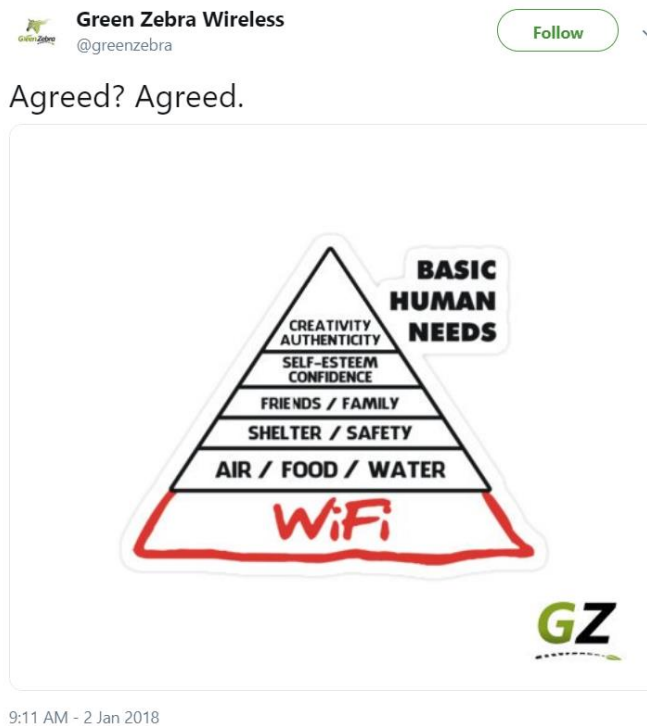 Green Zebra Wireless
@greenzebra
Follow
Agreed? Agreed.
BASIC
HUMAN
NEEDS
CREATIVITY
AUTHENTICITY
SELF-ESTEEM
CONFIDENCE
FRIENDS / FAMILY
SHELTER / SAFETY
AIR / FOOD / WATER
WiFi
GZ
9:11 AM - 2 Jan 2018